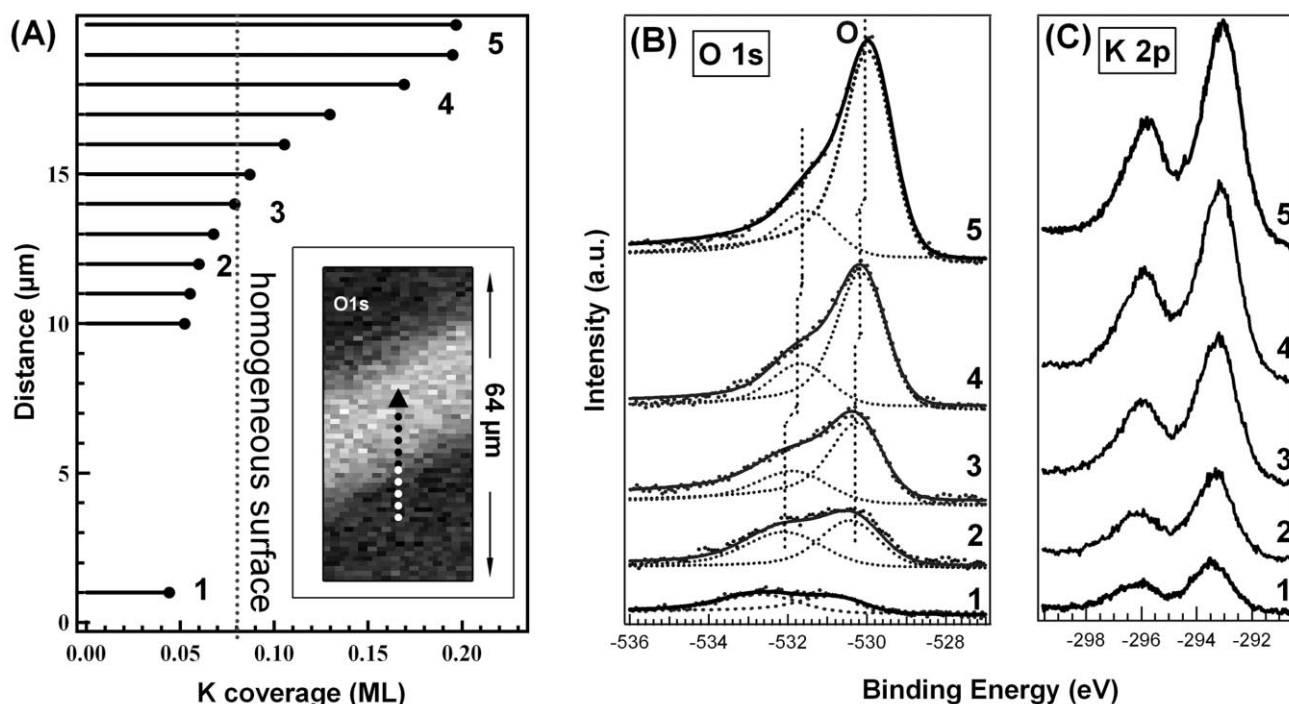 (A)
5
4
3
2
1
homogeneous surface
15
10
5
0
Distance (µm)
0.00 0.05 0.10 0.15 0.20
K coverage (ML)
O1s
64 µm
(B)
O 1s
O
5
4
3
2
1
Intensity (a.u.)
-536 -534 -532 -530 -528
(C)
K 2p
5
4
3
2
1
-298 -296 -294 -292
Binding Energy (eV)